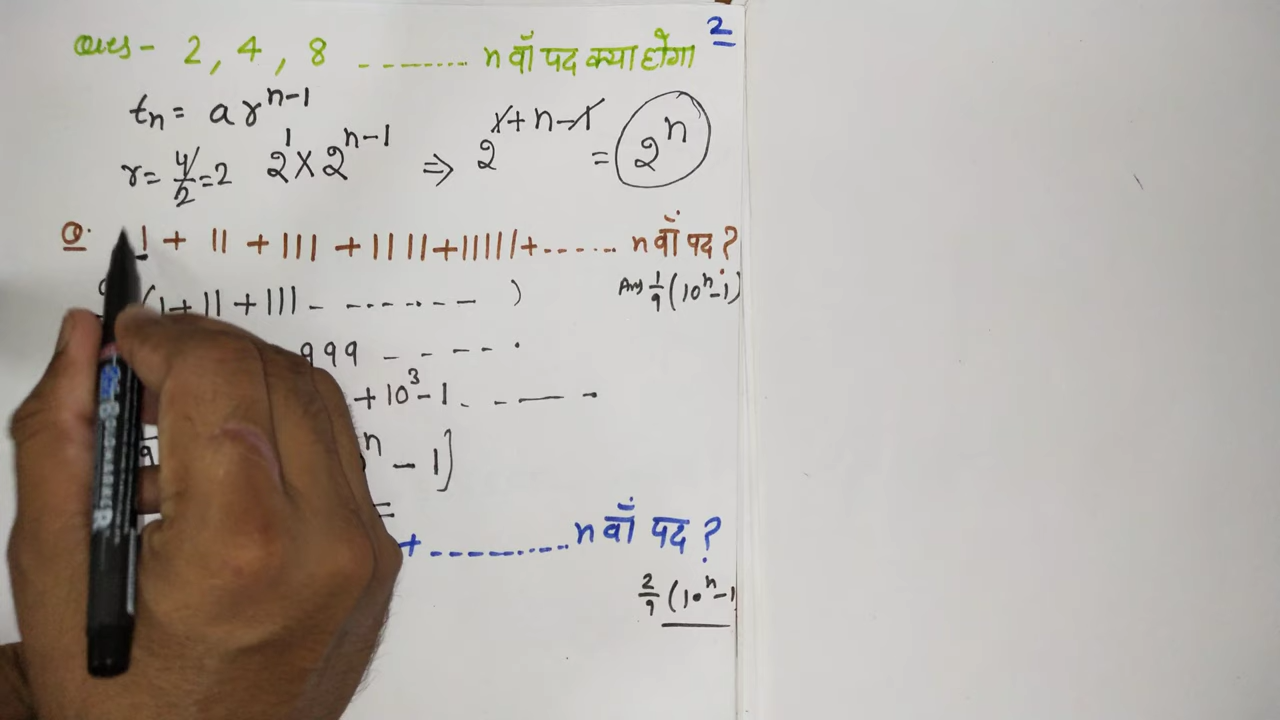 2
Ques - 2, 4, 8 --------- n वाँ पद क्या होगा
tn = a r^n-1
r = 4/2 = 2 2^1 × 2^n-1 ⇒ 2^1+n-1 = 2^n
Q. 1 + 11 + 111 + 1111 + 11111 + ....... n वाँ पद ?
(1 + 11 + 111 - ------- ) Ans 1/9 (10^n - 1)
999 - - - - - .
+ 10^3 - 1. - — -
9 n - 1]
=
+ ---------- n वाँ पद ?
2/9 (10^n - 1